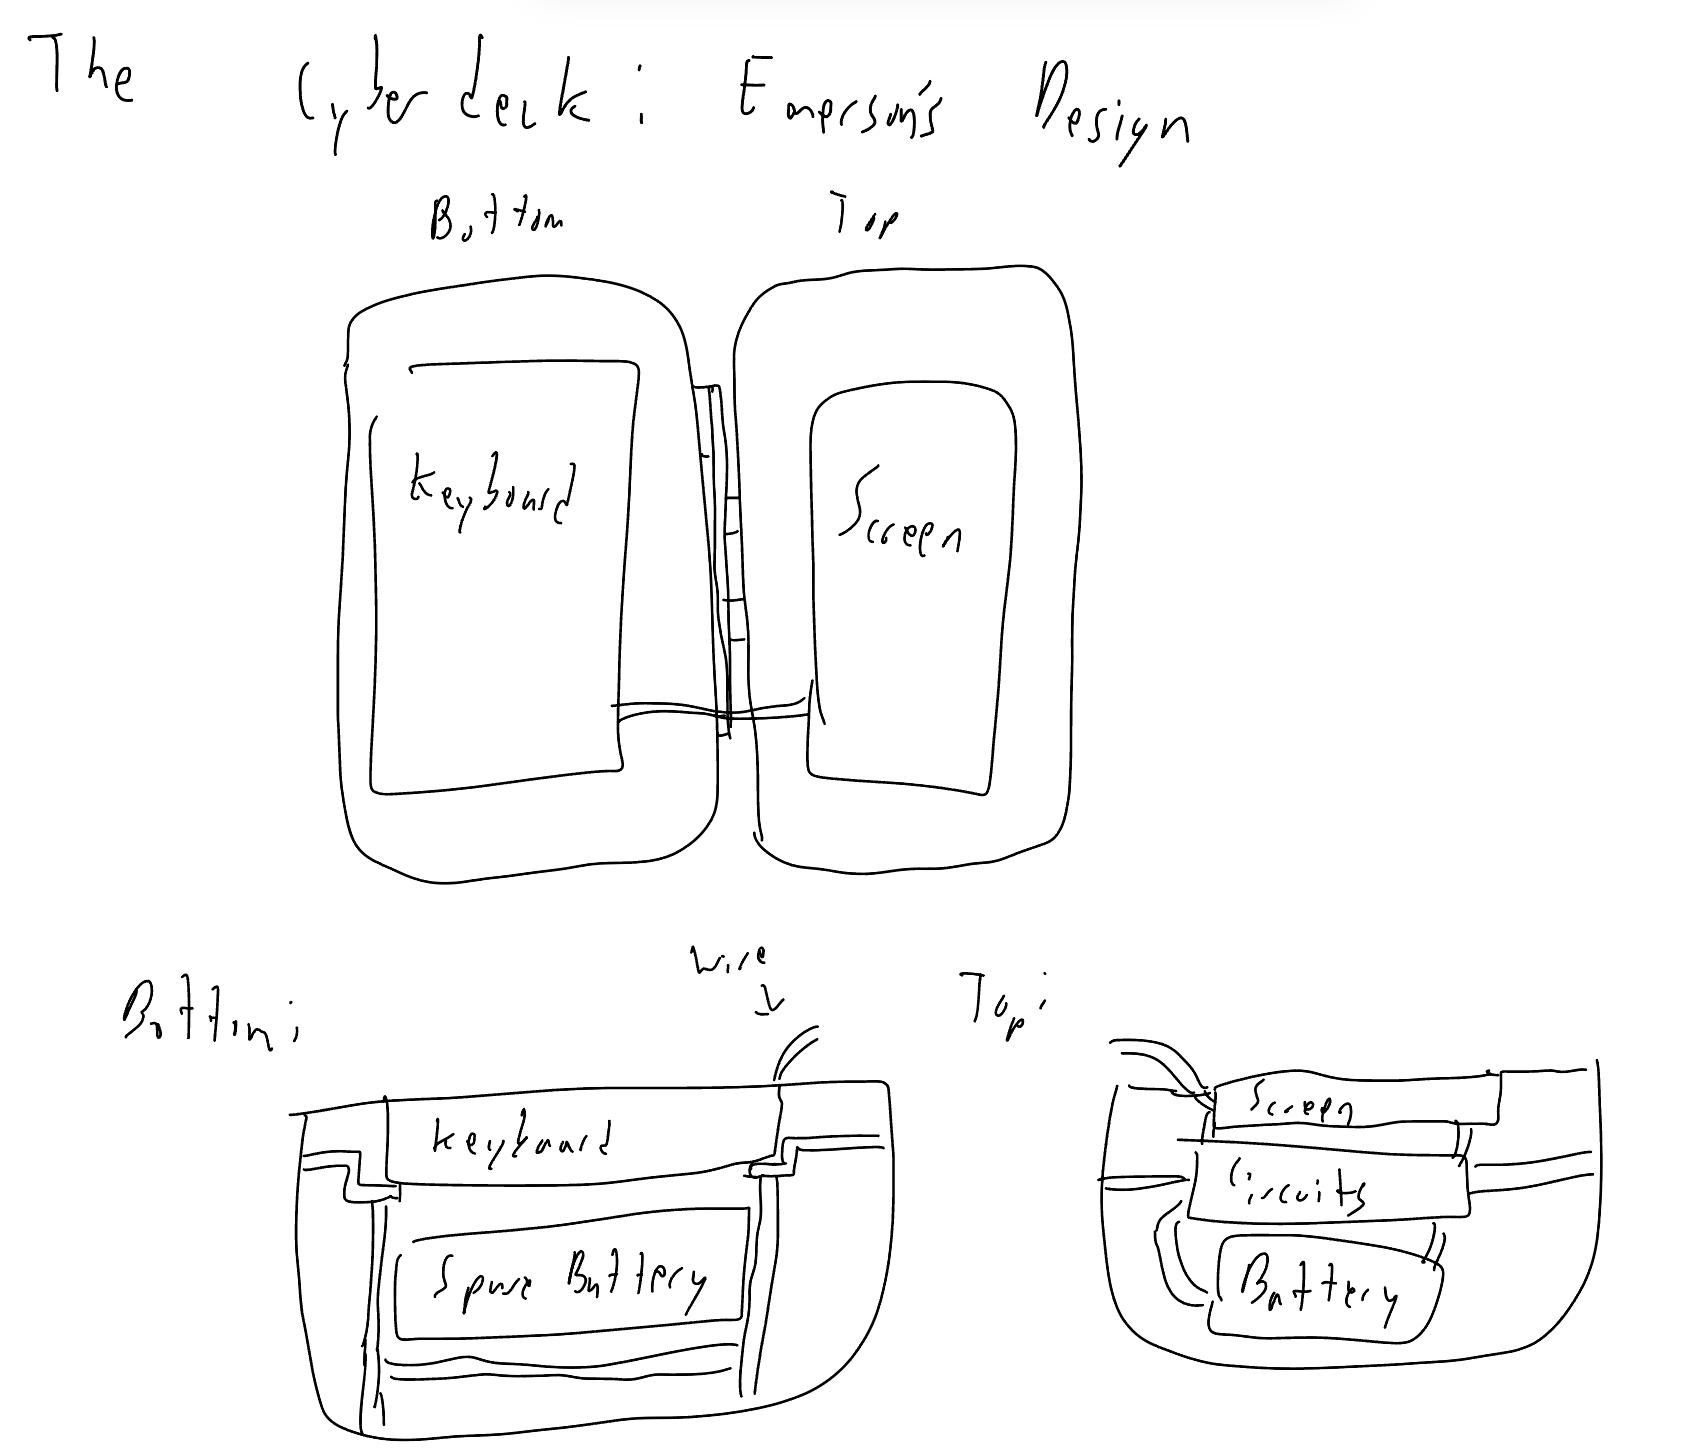 The Cyberdeck: Emerson's Design
Bottom
Top
Keyboard
Screen
Wire
Bottom:
Top:
Keyboard
Spare Battery
Screen
Circuits
Battery